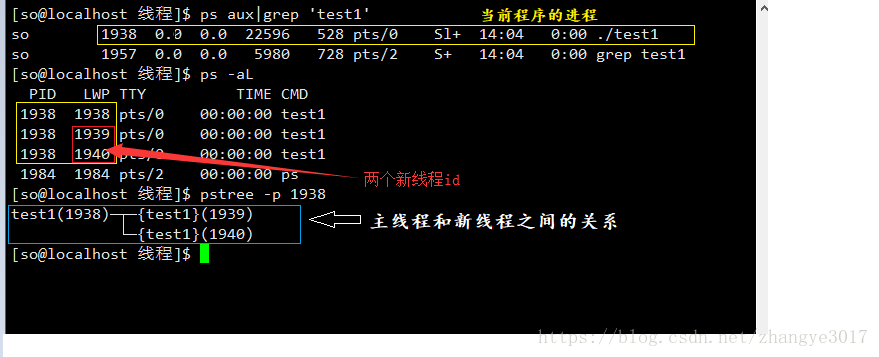 [so@localhost 线程]$ ps aux|grep 'test1' 当前程序的进程
so 1938 0.0 0.0 22596 528 pts/0 Sl+ 14:04 0:00 ./test1
so 1957 0.0 0.0 5980 728 pts/2 S+ 14:04 0:00 grep test1
[so@localhost 线程]$ ps -aL
PID LWP TTY TIME CMD
1938 1938 pts/0 00:00:00 test1
1938 1939 pts/0 00:00:00 test1
1938 1940 pts/0 00:00:00 test1
1984 1984 pts/2 00:00:00 ps
两个新线程id
[so@localhost 线程]$ pstree -p 1938
test1(1938)─┬─{test1}(1939)
└─{test1}(1940)
主线程和新线程之间的关系
[so@localhost 线程]$
https://blog.csdn.net/zhangye3017